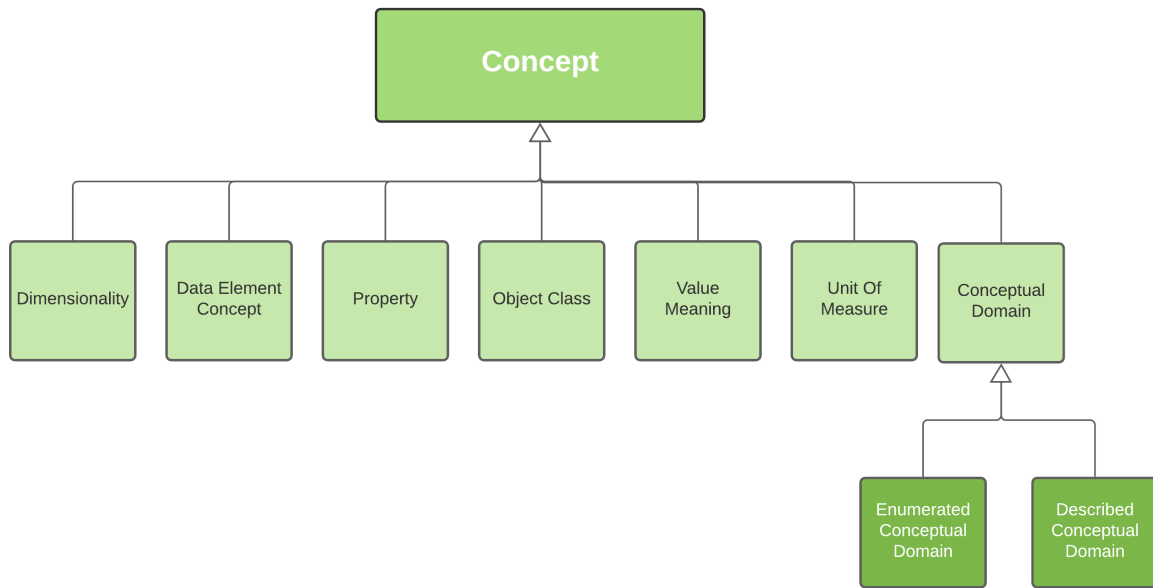 Concept
Dimensionality
Data Element
Concept
Property
Object Class
Value
Meaning
Unit Of
Measure
Conceptual
Domain
Enumerated
Conceptual
Domain
Described
Conceptual
Domain